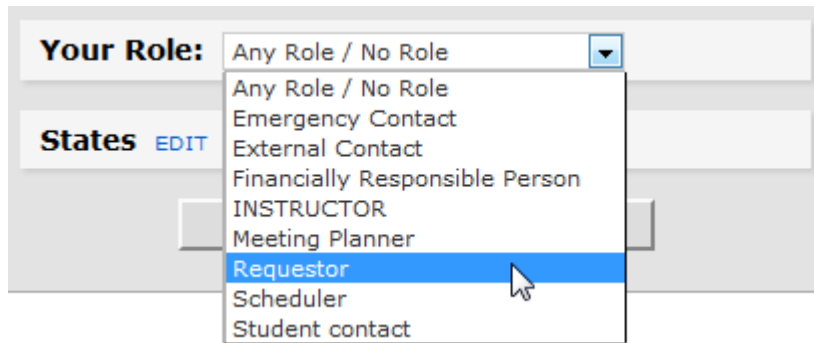 Your Role: Any Role / No Role
Any Role / No Role
Emergency Contact
States EDIT
External Contact
Financially Responsible Person
INSTRUCTOR
Meeting Planner
Requestor
Scheduler
Student contact